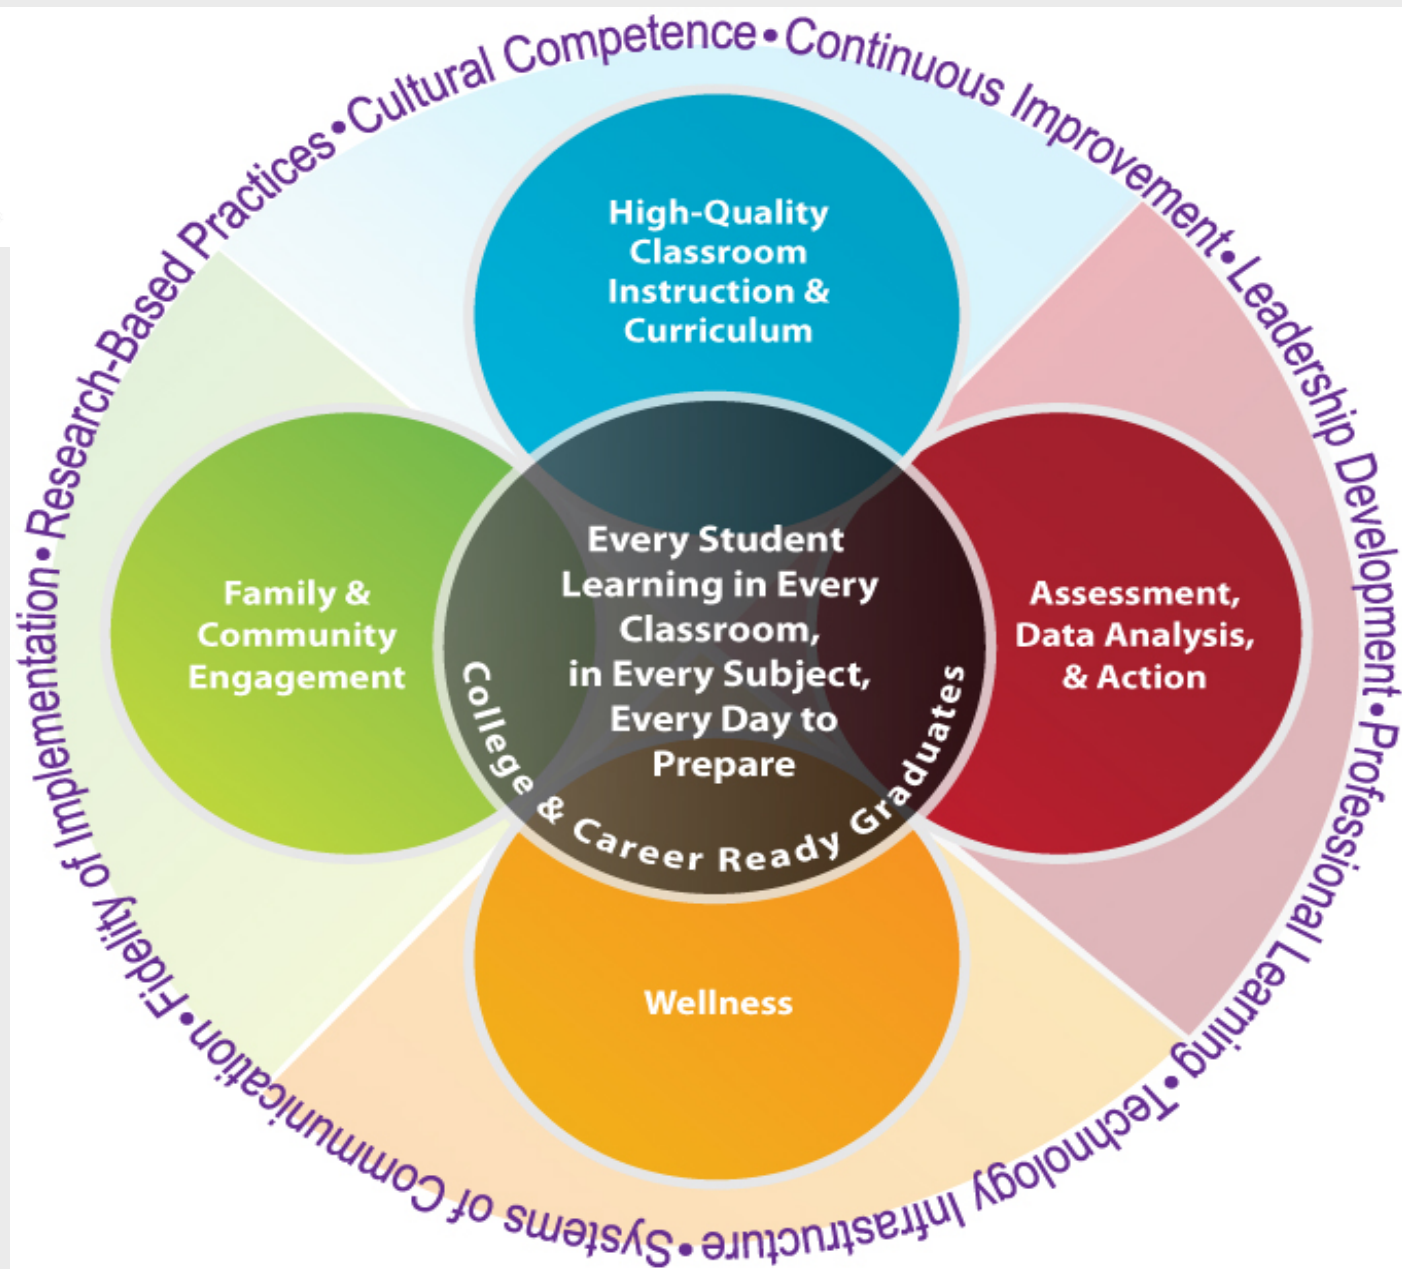 Cultural Competence • Continuous Improvement • Leadership Development • Professional Learning • Technology Infrastructure • Systems of Communication • Fidelity of Implementation • Research-Based Practices •
High-Quality
Classroom
Instruction &
Curriculum
Family &
Community
Engagement
Every Student
Learning in Every
Classroom,
in Every Subject,
Every Day to
Prepare
College & Career Ready Graduates
Assessment,
Data Analysis,
& Action
Wellness